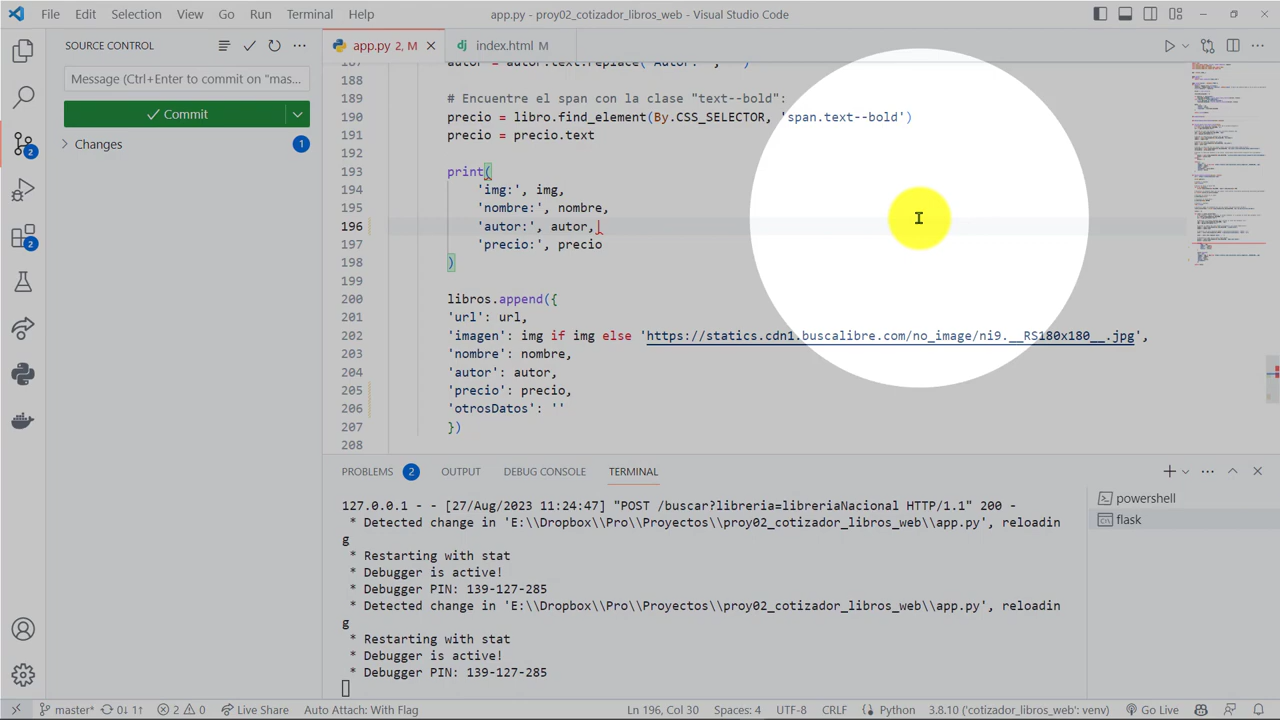 File Edit Selection View Go Run Terminal Help
app.py - proy02_cotizador_libros_web - Visual Studio Code
SOURCE CONTROL
app.py 2, M
index.html M
Message (Ctrl+Enter to commit on "mas...
Commit
Changes
1
2
2
188
189 # Encuentre el span con la clase "text--bold"
190 precio = libro.find_element(By.CSS_SELECTOR, 'span.text--bold')
191 precio = precio.text
192
193 print(
194 'img:', img,
195 'nombre:', nombre,
196 'autor:', autor,
197 'precio:', precio
198 )
199
200 libros.append({
201 'url': url,
202 'imagen': img if img else 'https://statics.cdn1.buscalibre.com/no_image/ni9.__RS180x180__.jpg',
203 'nombre': nombre,
204 'autor': autor,
205 'precio': precio,
206 'otrosDatos': ''
207 })
208
PROBLEMS 2 OUTPUT DEBUG CONSOLE TERMINAL
127.0.0.1 - - [27/Aug/2023 11:24:47] "POST /buscar?libreria=libreriaNacional HTTP/1.1" 200 -
* Detected change in 'E:\\Dropbox\\Pro\\Proyectos\\proy02_cotizador_libros_web\\app.py', reloadin
g
* Restarting with stat
* Debugger is active!
* Debugger PIN: 139-127-285
* Detected change in 'E:\\Dropbox\\Pro\\Proyectos\\proy02_cotizador_libros_web\\app.py', reloadin
g
* Restarting with stat
* Debugger is active!
* Debugger PIN: 139-127-285
powershell
flask
master* 0↓ 1↑ 2 0 Live Share Auto Attach: With Flag Ln 196, Col 30 Spaces: 4 UTF-8 CRLF Python 3.8.10 ('cotizador_libros_web': venv) Go Live